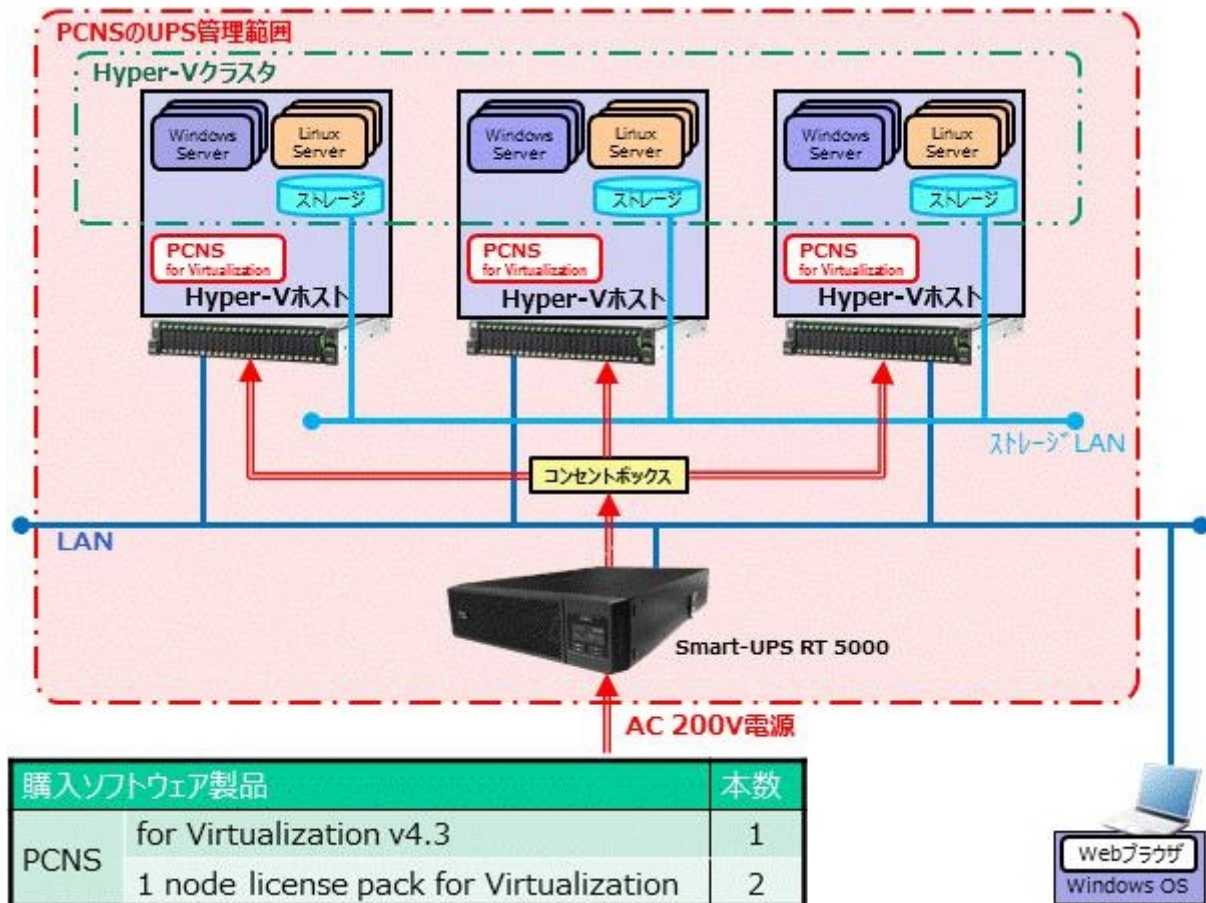 PCNSのUPS管理範囲
Hyper-Vクラスタ
Windows
Server
Linux
Server
ストレージ
PCNS
for Virtualization
Hyper-Vホスト
Windows
Server
Linux
Server
ストレージ
PCNS
for Virtualization
Hyper-Vホスト
Windows
Server
Linux
Server
ストレージ
PCNS
for Virtualization
Hyper-Vホスト
ストレージLAN
コンセントボックス
LAN
Smart-UPS RT 5000
AC 200V電源
購入ソフトウェア製品 本数
PCNS
for Virtualization v4.3 1
1 node license pack for Virtualization 2
Webブラウザ
Windows OS